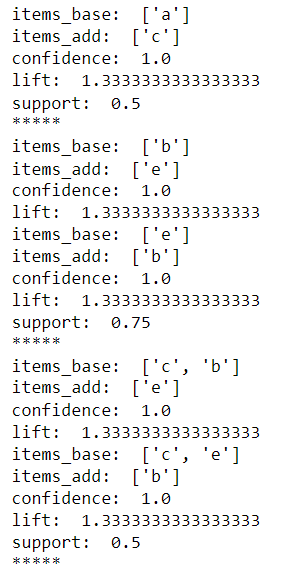 items_base:  ['a']
items_add:  ['c']
confidence:  1.0
lift:  1.3333333333333333
support:  0.5
*****
items_base:  ['b']
items_add:  ['e']
confidence:  1.0
lift:  1.3333333333333333
items_base:  ['e']
items_add:  ['b']
confidence:  1.0
lift:  1.3333333333333333
support:  0.75
*****
items_base:  ['c', 'b']
items_add:  ['e']
confidence:  1.0
lift:  1.3333333333333333
items_base:  ['c', 'e']
items_add:  ['b']
confidence:  1.0
lift:  1.3333333333333333
support:  0.5
*****